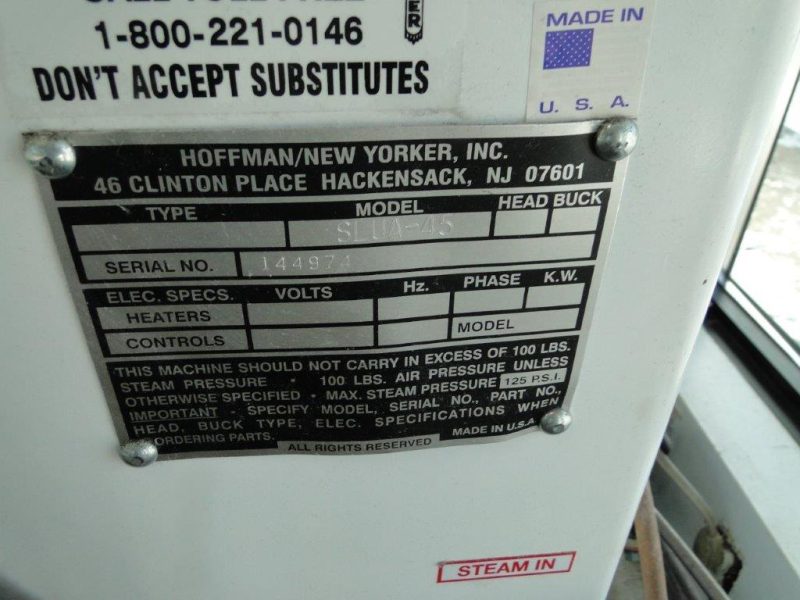 1-800-221-0146
DON'T ACCEPT SUBSTITUTES
MADE IN
U. S. A.
HOFFMAN/NEW YORKER, INC.
46 CLINTON PLACE HACKENSACK, NJ 07601
TYPE MODEL HEAD BUCK
SLUA-45
SERIAL NO. 144974
ELEC. SPECS. VOLTS Hz. PHASE K.W.
HEATERS
CONTROLS MODEL
THIS MACHINE SHOULD NOT CARRY IN EXCESS OF 100 LBS.
STEAM PRESSURE • 100 LBS. AIR PRESSURE UNLESS
OTHERWISE SPECIFIED • MAX. STEAM PRESSURE 125 P.S.I.
IMPORTANT • SPECIFY MODEL, SERIAL NO., PART NO.,
HEAD, BUCK TYPE, ELEC. SPECIFICATIONS WHEN
ORDERING PARTS. MADE IN U.S.A.
ALL RIGHTS RESERVED
STEAM IN